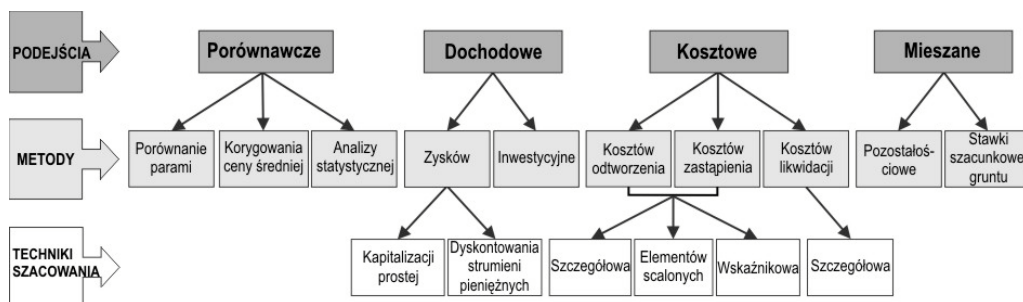 PODEJŚCIA
Porównawcze
Dochodowe
Kosztowe
Mieszane
METODY
Porównanie
parami
Korygowania
ceny średniej
Analizy
statystycznej
Zysków
Inwestycyjne
Kosztów
odtworzenia
Kosztów
zastąpienia
Kosztów
likwidacji
Pozostałoś-
ciowe
Stawki
szacunkowe
gruntu
TECHNIKI
SZACOWANIA
Kapitalizacji
prostej
Dyskontowania
strumieni
pieniężnych
Szczegółowa
Elementów
scalonych
Wskaźnikowa
Szczegółowa